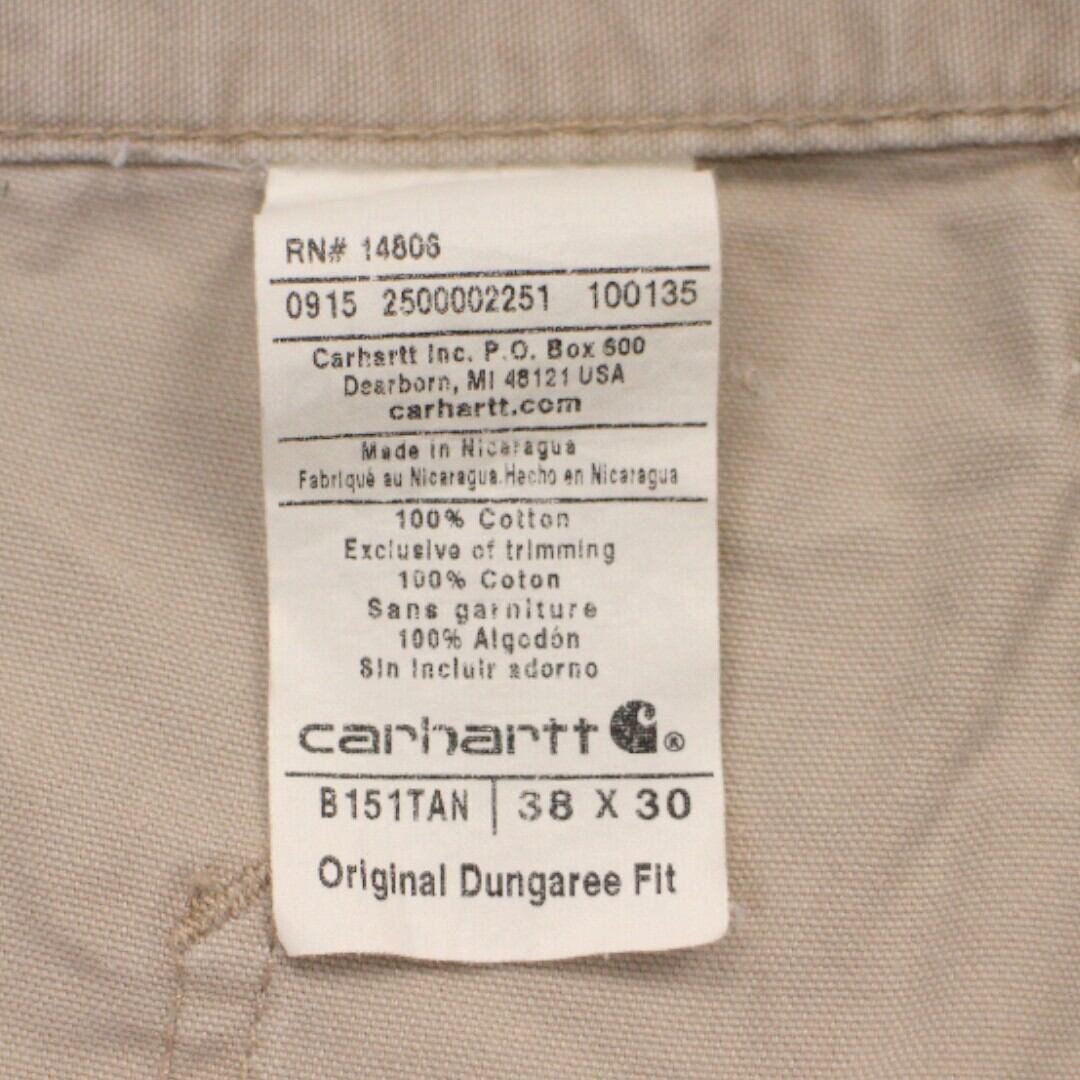 RN# 14806
0915 2500002251 100135
Carhartt Inc. P.O. Box 600
Dearborn, MI 48121 USA
carhartt.com
Made in Nicaragua
Fabriqué au Nicaragua.Hecho en Nicaragua
100% Cotton
Exclusive of trimming
100% Coton
Sans garniture
100% Algodón
Sin incluir adorno
carhartt ®
B151TAN | 38 X 30
Original Dungaree Fit